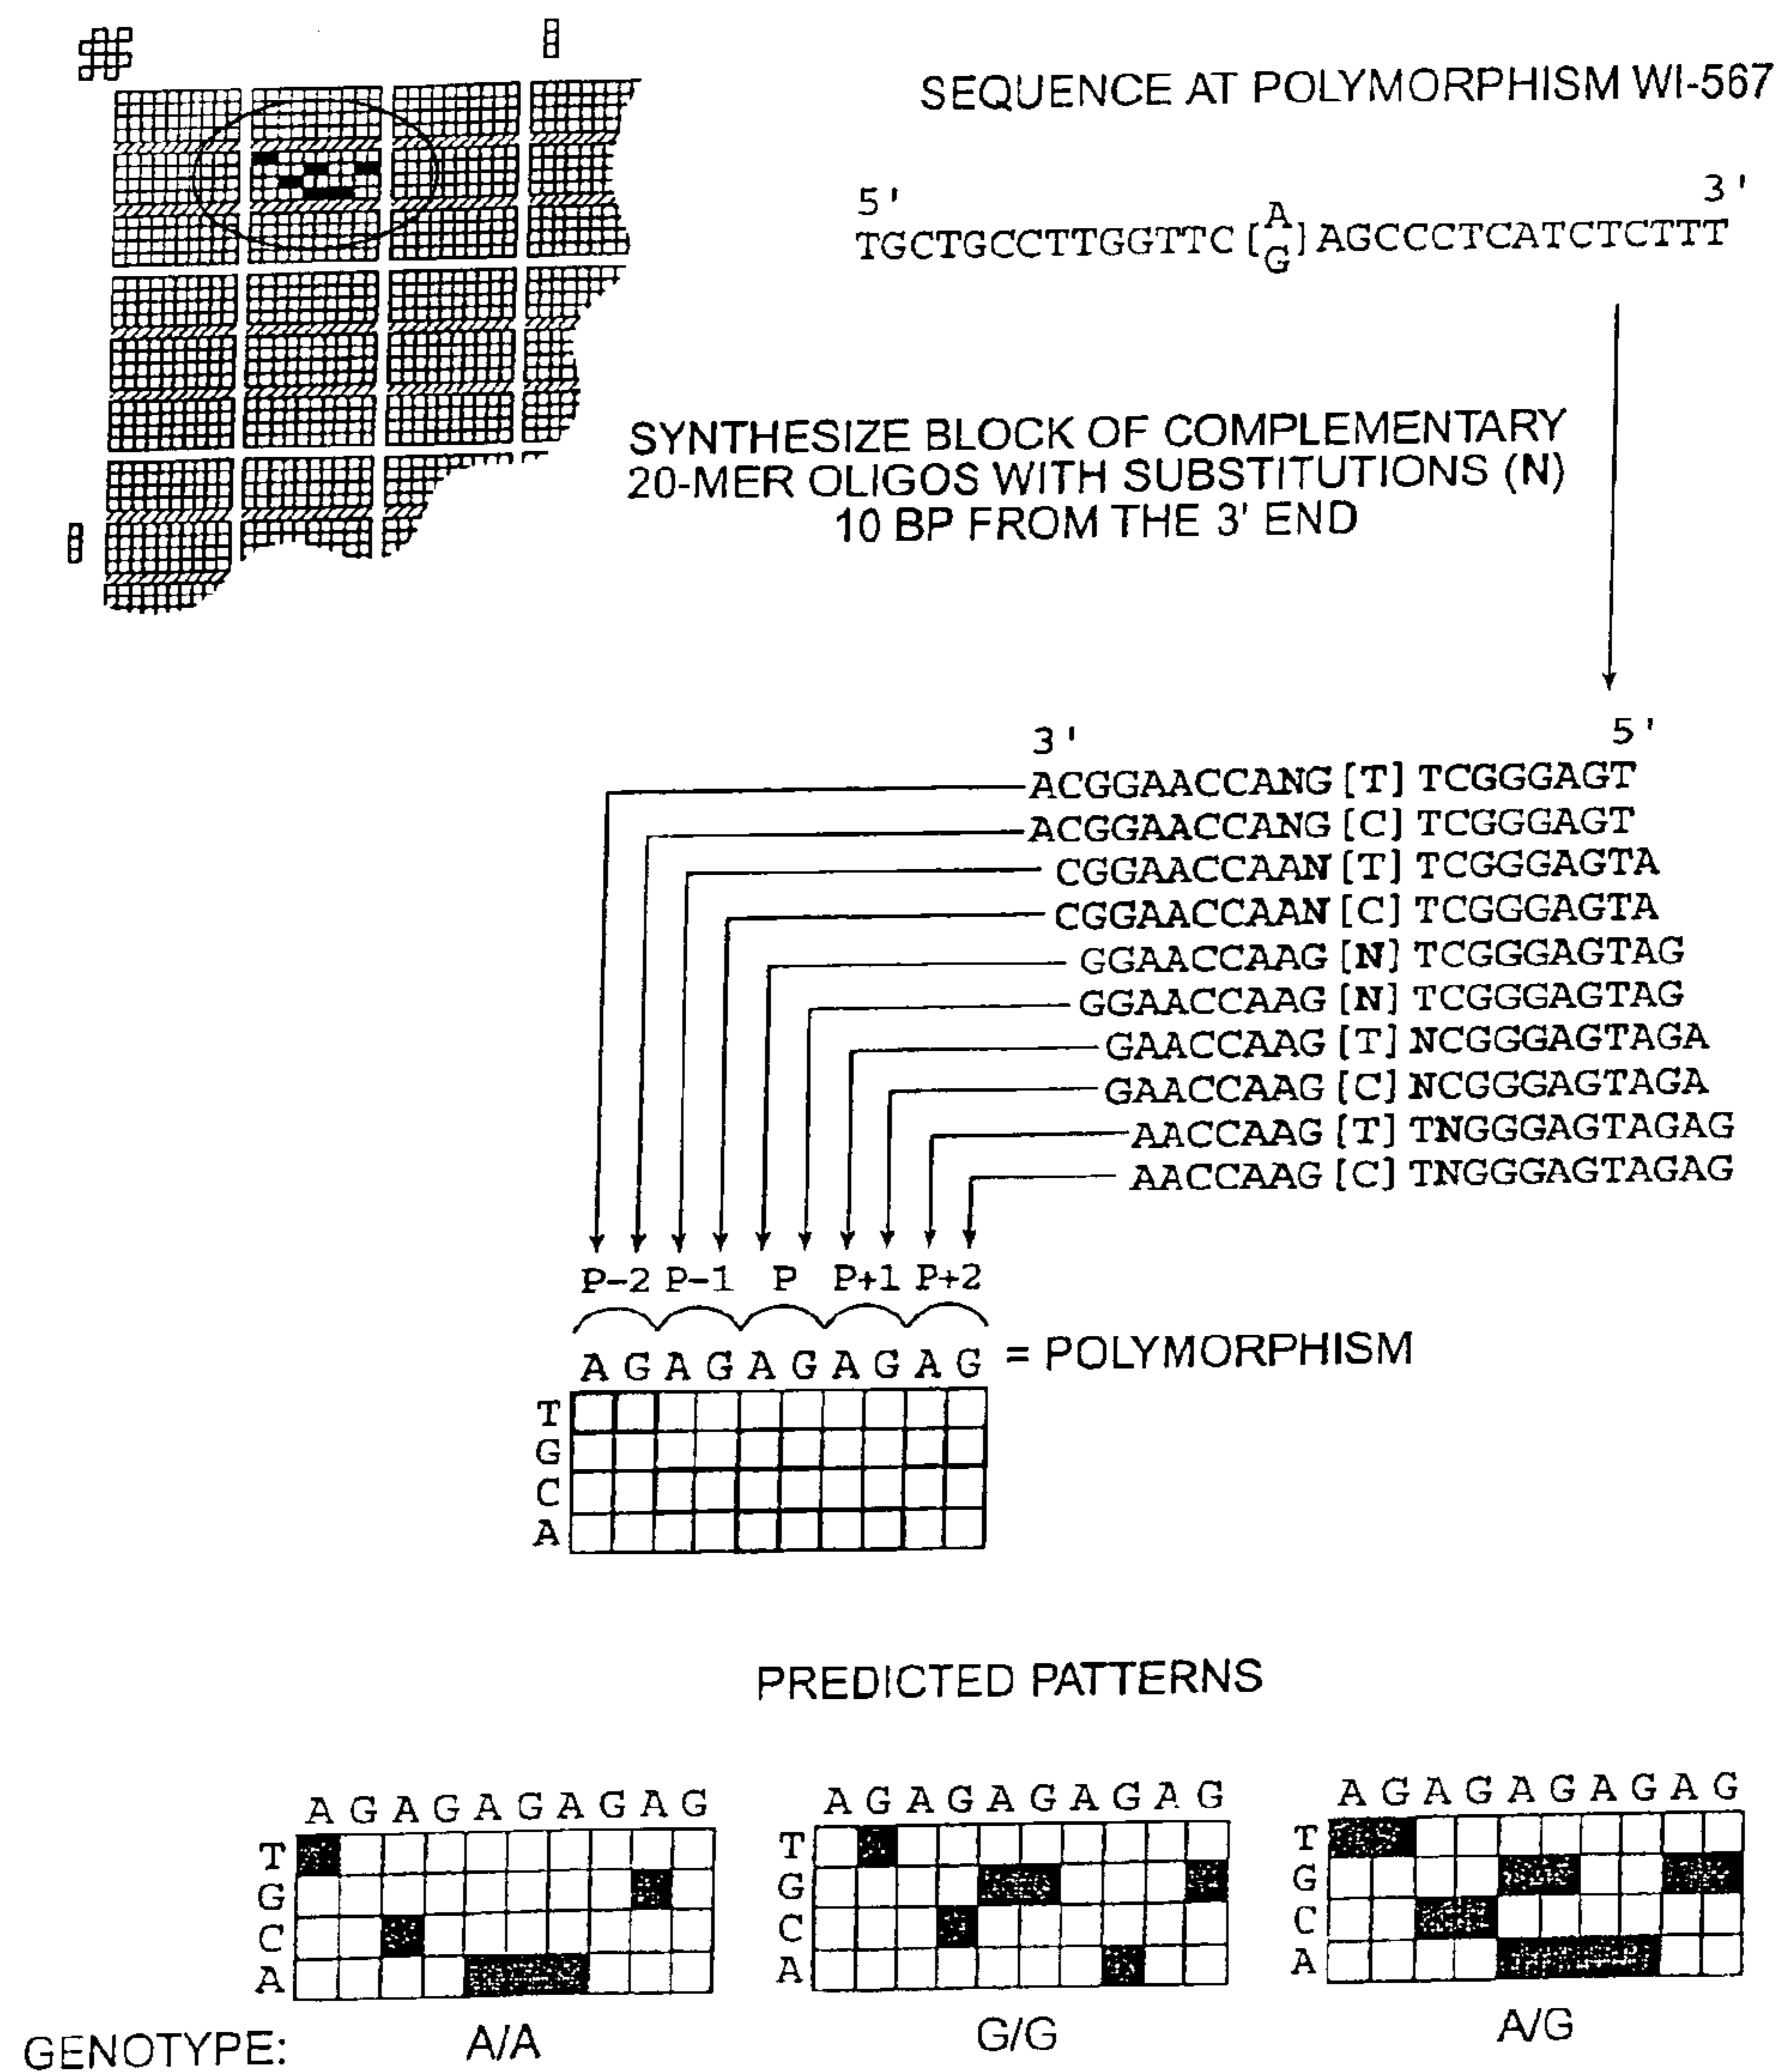 SEQUENCE AT POLYMORPHISM WI-567
5' 3'
TGCTGCCTTGGTTC [A/G] AGCCCTCATCTCTTT
SYNTHESIZE BLOCK OF COMPLEMENTARY
20-MER OLIGOS WITH SUBSTITUTIONS (N)
10 BP FROM THE 3' END
3' 5'
ACGGAACCANG [T] TCGGGAGT
ACGGAACCANG [C] TCGGGAGT
CGGAACCAAN [T] TCGGGAGTA
CGGAACCAAN [C] TCGGGAGTA
GGAACCAAG [N] TCGGGAGTAG
GGAACCAAG [N] TCGGGAGTAG
GAACCAAG [T] NCGGGAGTAGA
GAACCAAG [C] NCGGGAGTAGA
AACCAAG [T] TNGGGAGTAGAG
AACCAAG [C] TNGGGAGTAGAG
P-2 P-1 P P+1 P+2
A G A G A G A G A G = POLYMORPHISM
T
G
C
A
PREDICTED PATTERNS
A G A G A G A G A G
T
G
C
A
A G A G A G A G A G
T
G
C
A
A G A G A G A G A G
T
G
C
A
GENOTYPE: A/A G/G A/G